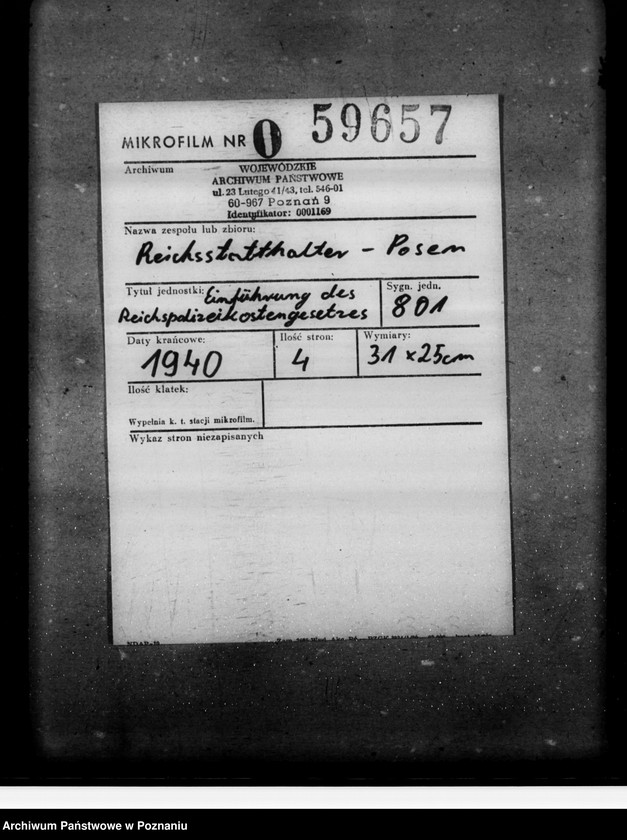 MIKROFILM NR 0 59657
Archiwum
WOJEWÓDZKIE
ARCHIWUM PAŃSTWOWE
ul. 23 Lutego 41/43, tel. 546-01
60-967 Poznań 9
Identyfikator: 0001169
Nazwa zespołu lub zbioru:
Reichsstatthalter - Posen
Tytuł jednostki: Einführung des
Reichspolizeikostengesetzes
Sygn. jedn.
801
Daty krańcowe:
1940
Ilość stron:
4
Wymiary:
31 x 25cm
Ilość klatek:
Wypełnia k. t. stacji mikrofilm.
Wykaz stron niezapisanych
Archiwum Państwowe w Poznaniu